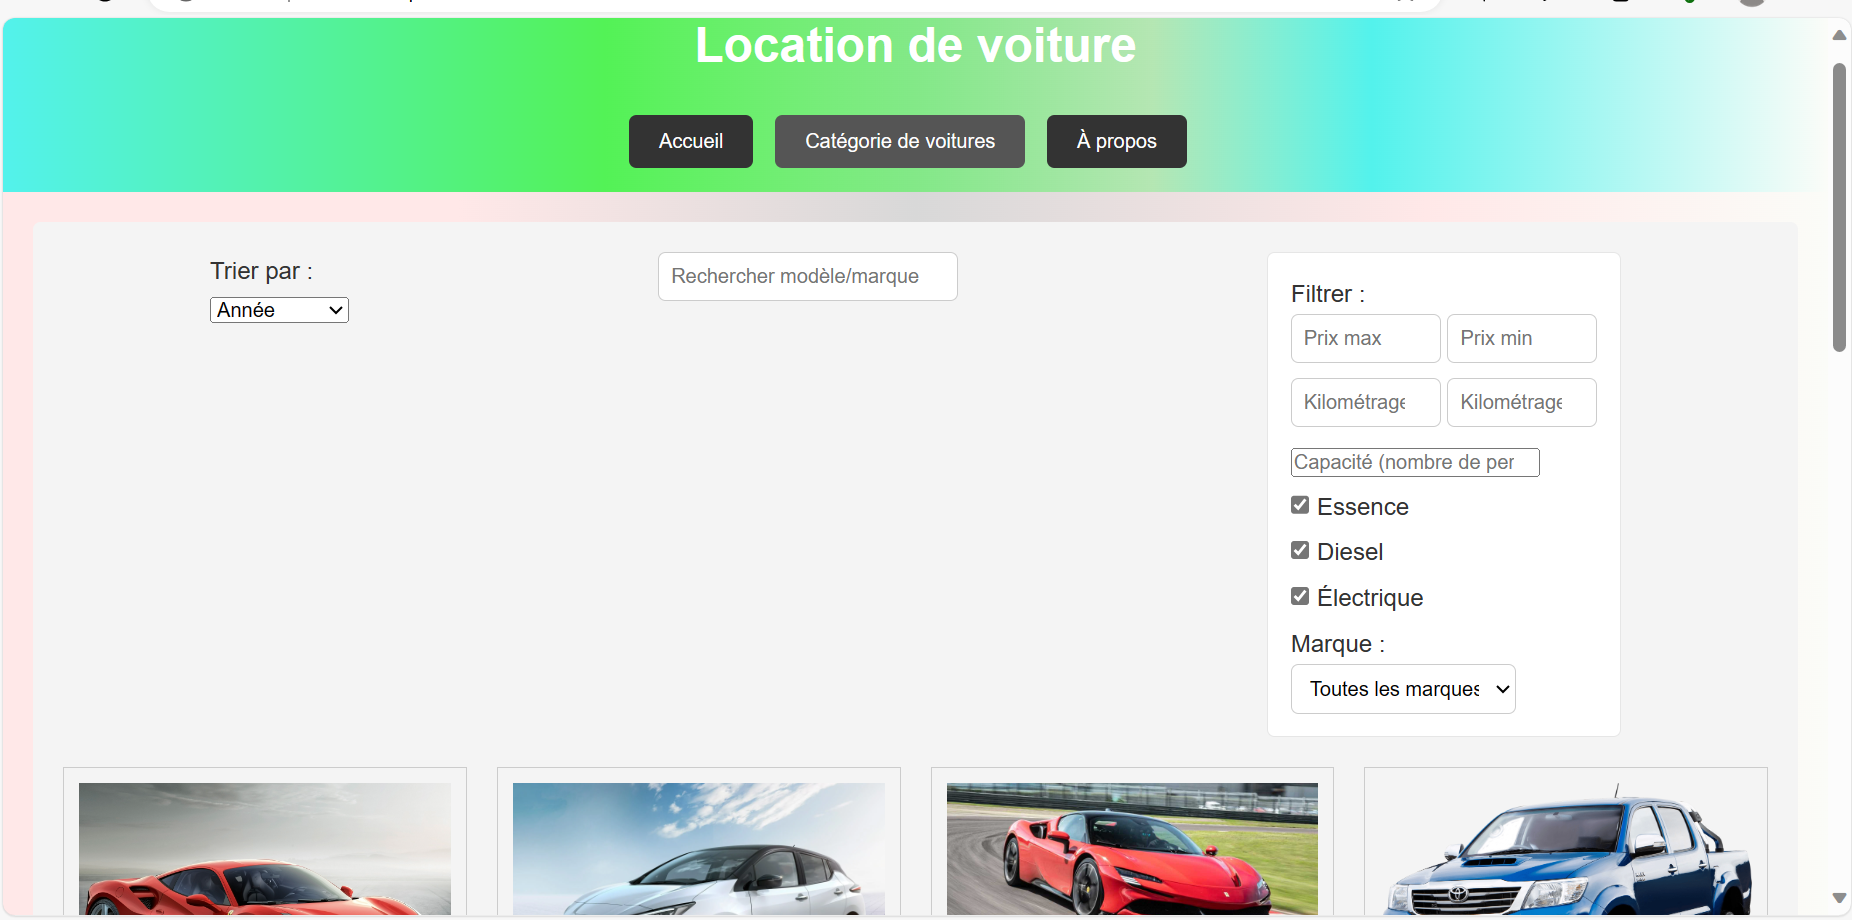 Location de voiture
Accueil
Catégorie de voitures
À propos
Trier par :
Année
Rechercher modèle/marque
Filtrer :
Prix max
Prix min
Kilométrage
Kilométrage
Capacité (nombre de per
Essence
Diesel
Électrique
Marque :
Toutes les marques